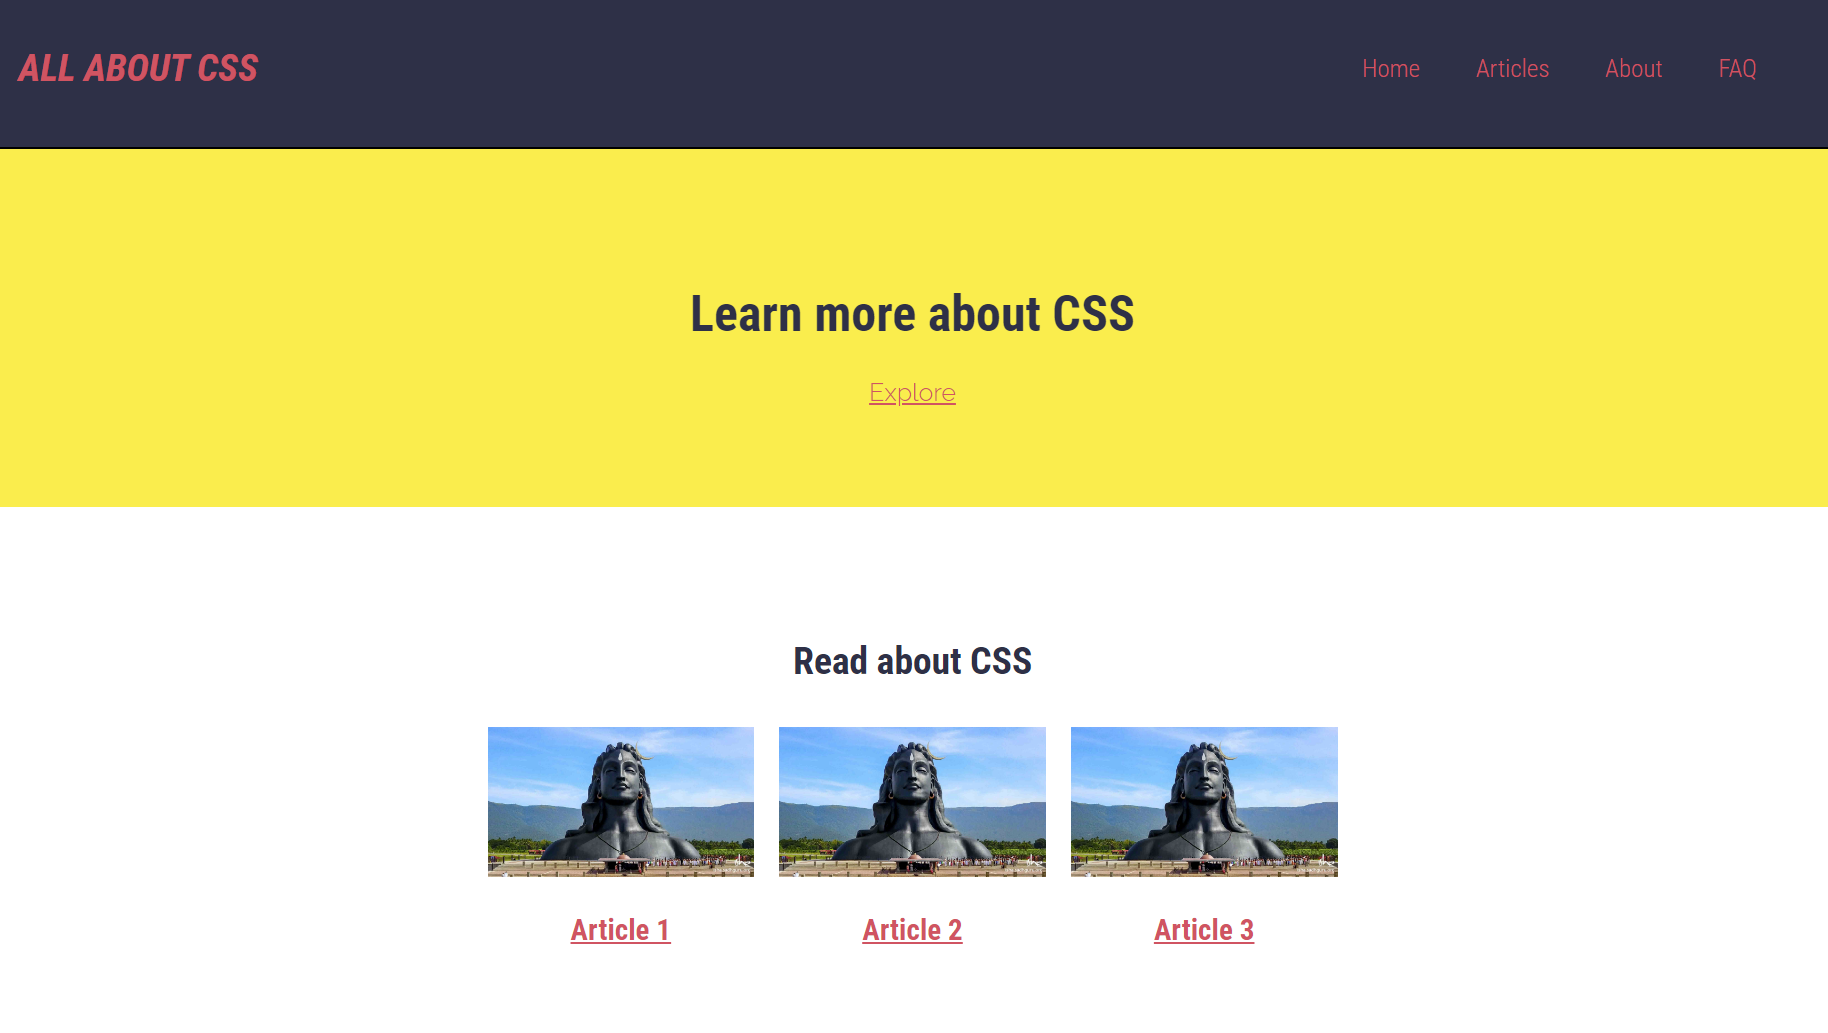 ALL ABOUT CSS
Home Articles About FAQ
Learn more about CSS
Explore
Read about CSS
Article 1 Article 2 Article 3